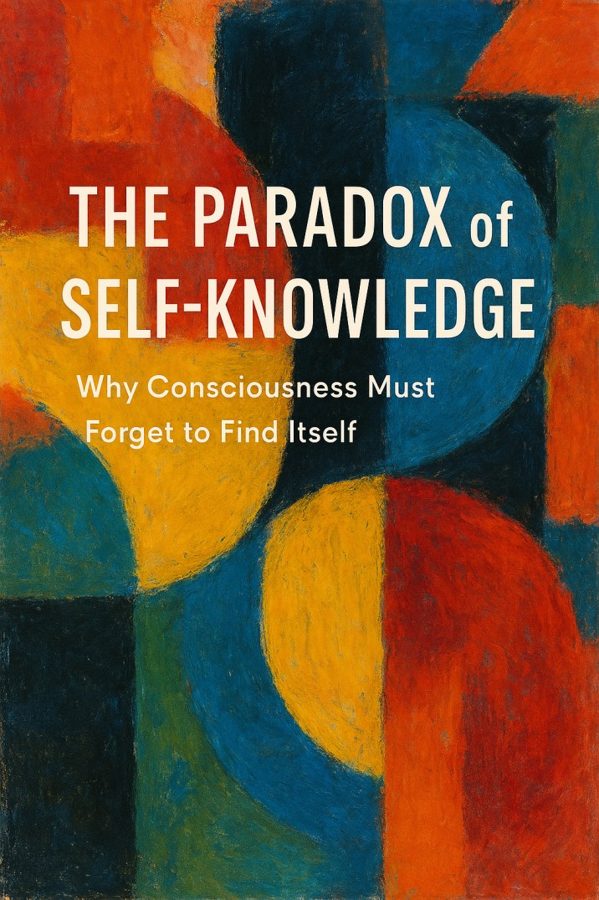 THE PARADOX of
SELF-KNOWLEDGE
Why Consciousness Must
Forget to Find Itself